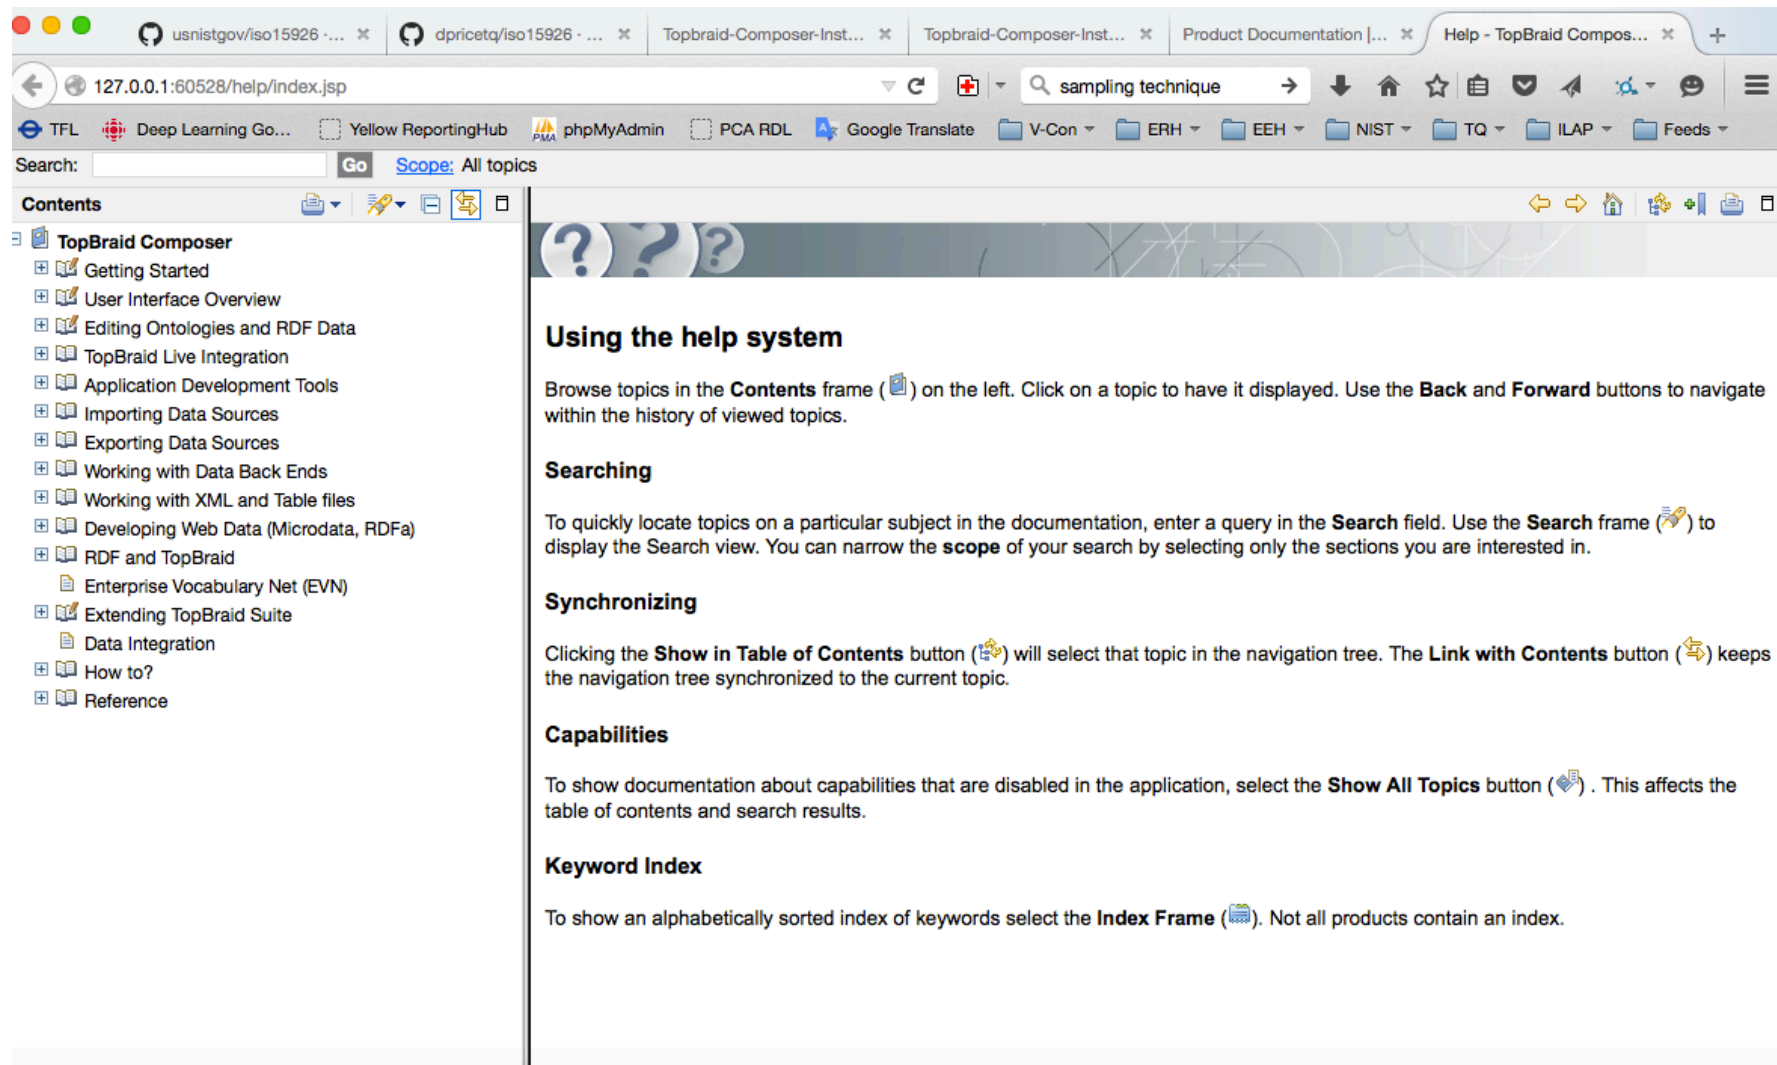 usnistgov/iso15926 ·... dpricetq/iso15926 · ... Topbraid-Composer-Inst... Topbraid-Composer-Inst... Product Documentation |... Help - TopBraid Compos...
127.0.0.1:60528/help/index.jsp sampling technique
TFL Deep Learning Go... Yellow ReportingHub phpMyAdmin PCA RDL Google Translate V-Con ERH EEH NIST TQ ILAP Feeds
Search: Go Scope: All topics
Contents
TopBraid Composer
Getting Started
User Interface Overview
Editing Ontologies and RDF Data
TopBraid Live Integration
Application Development Tools
Importing Data Sources
Exporting Data Sources
Working with Data Back Ends
Working with XML and Table files
Developing Web Data (Microdata, RDFa)
RDF and TopBraid
Enterprise Vocabulary Net (EVN)
Extending TopBraid Suite
Data Integration
How to?
Reference
???
Using the help system
Browse topics in the Contents frame ( ) on the left. Click on a topic to have it displayed. Use the Back and Forward buttons to navigate
within the history of viewed topics.
Searching
To quickly locate topics on a particular subject in the documentation, enter a query in the Search field. Use the Search frame ( ) to
display the Search view. You can narrow the scope of your search by selecting only the sections you are interested in.
Synchronizing
Clicking the Show in Table of Contents button ( ) will select that topic in the navigation tree. The Link with Contents button ( ) keeps
the navigation tree synchronized to the current topic.
Capabilities
To show documentation about capabilities that are disabled in the application, select the Show All Topics button ( ) . This affects the
table of contents and search results.
Keyword Index
To show an alphabetically sorted index of keywords select the Index Frame ( ). Not all products contain an index.